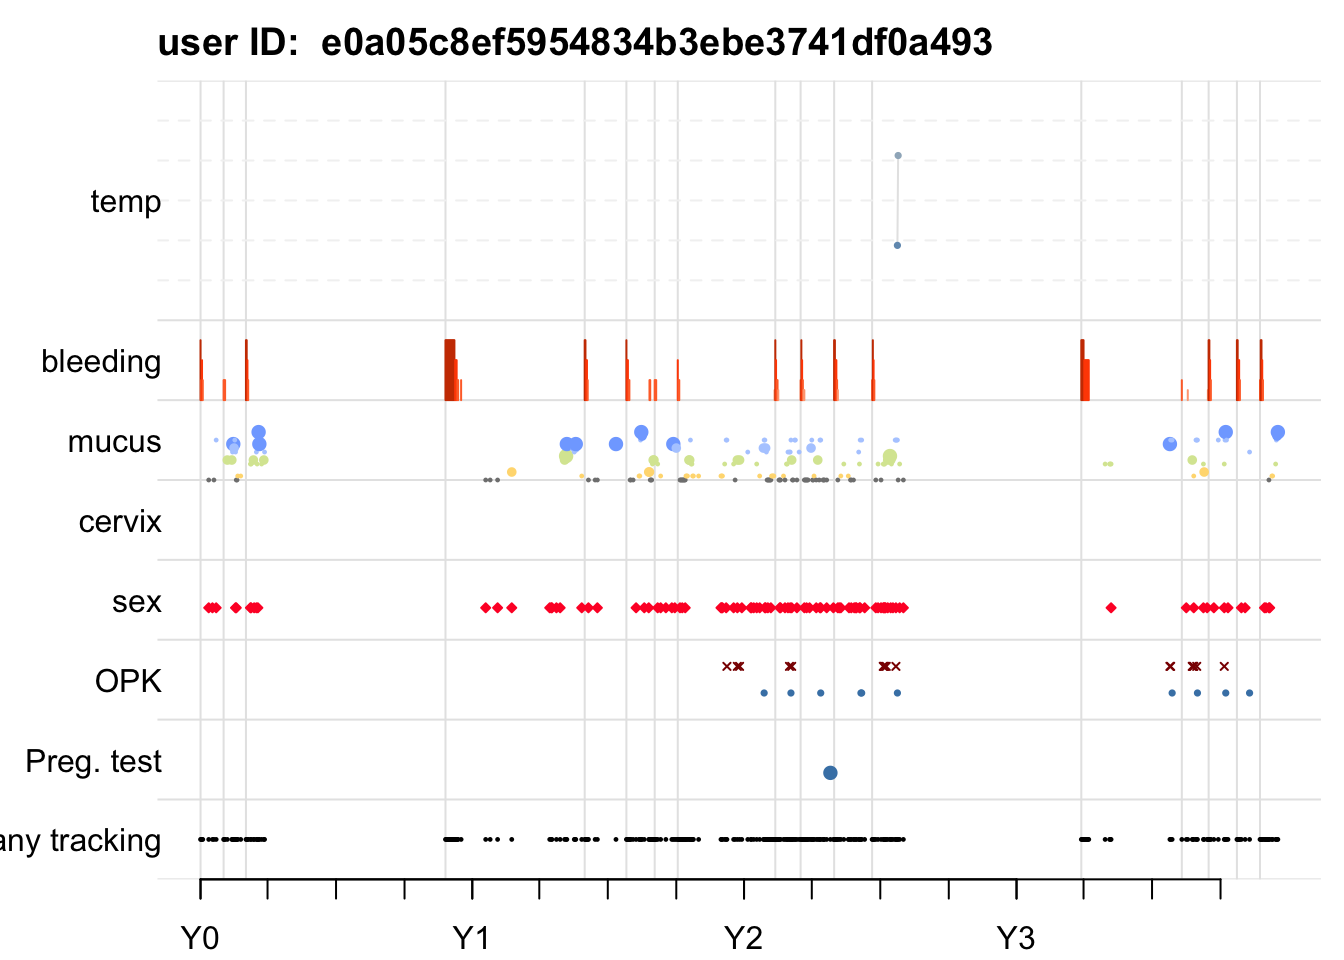 user ID:  e0a05c8ef5954834b3ebe3741df0a493
temp
bleeding
mucus
cervix
sex
OPK
Preg. test
any tracking
Y0 Y1 Y2 Y3